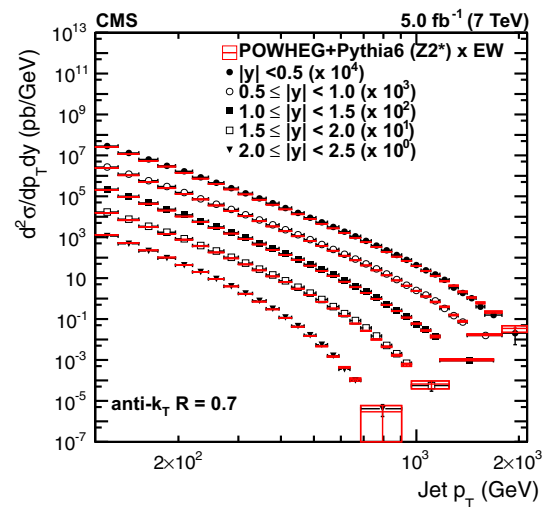 CMS 5.0 fb⁻¹ (7 TeV)
POWHEG+Pythia6 (Z2*) x EW
|y| <0.5 (x 10⁴)
0.5 ≤ |y| < 1.0 (x 10³)
1.0 ≤ |y| < 1.5 (x 10²)
1.5 ≤ |y| < 2.0 (x 10¹)
2.0 ≤ |y| < 2.5 (x 10⁰)
d²σ/dp_T dy (pb/GeV)
10¹³
10¹¹
10⁹
10⁷
10⁵
10³
10
10⁻¹
10⁻³
10⁻⁵
10⁻⁷
anti-k_T R = 0.7
2×10² 10³ 2×10³
Jet p_T (GeV)